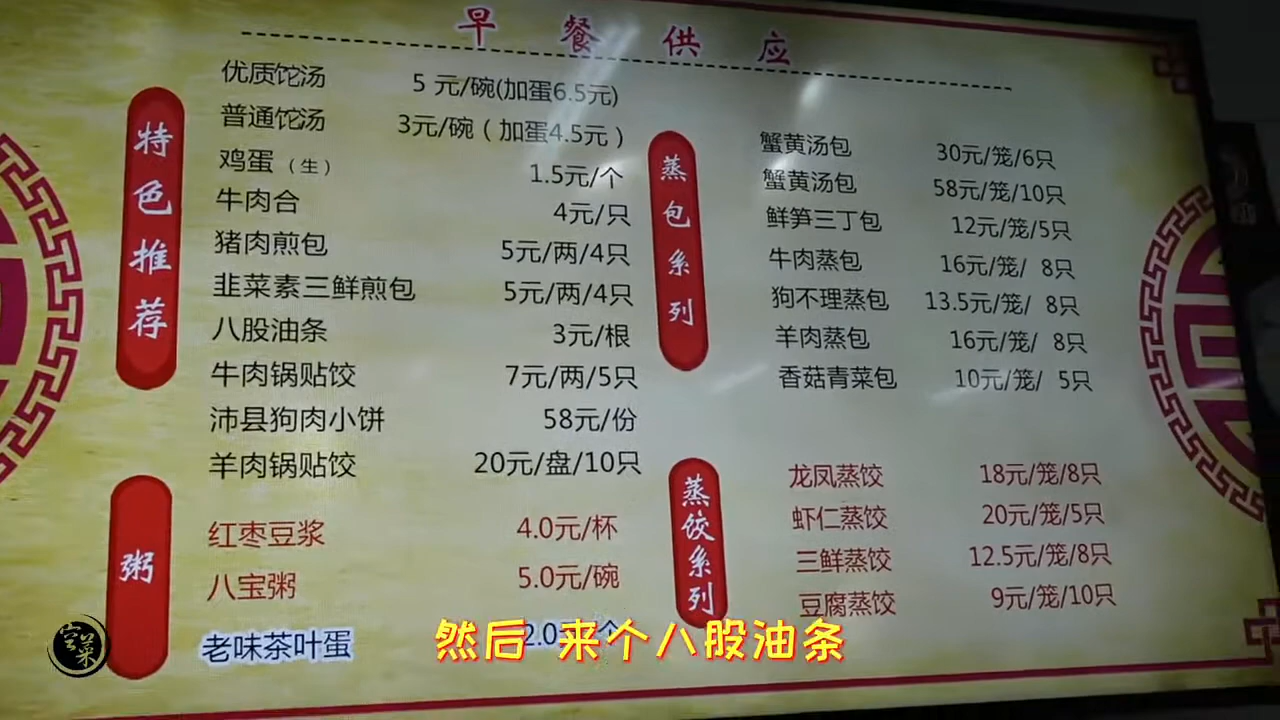 早餐供应
特色推荐
优质饣它汤 5 元/碗(加蛋6.5元)
普通饣它汤 3元/碗（加蛋4.5元）
鸡蛋（生） 1.5元/个
牛肉合 4元/只
猪肉煎包 5元/两/4只
韭菜素三鲜煎包 5元/两/4只
八股油条 3元/根
牛肉锅贴饺 7元/两/5只
沛县狗肉小饼 58元/份
羊肉锅贴饺 20元/盘/10只
粥
红枣豆浆 4.0元/杯
八宝粥 5.0元/碗
老味茶叶蛋 2.0元/个
蒸包系列
蟹黄汤包 30元/笼/6只
蟹黄汤包 58元/笼/10只
鲜笋三丁包 12元/笼/5只
牛肉蒸包 16元/笼/ 8只
狗不理蒸包 13.5元/笼/ 8只
羊肉蒸包 16元/笼/ 8只
香菇青菜包 10元/笼/ 5只
蒸饺系列
龙凤蒸饺 18元/笼/8只
虾仁蒸饺 20元/笼/5只
三鲜蒸饺 12.5元/笼/8只
豆腐蒸饺 9元/笼/10只
然后 来个八股油条